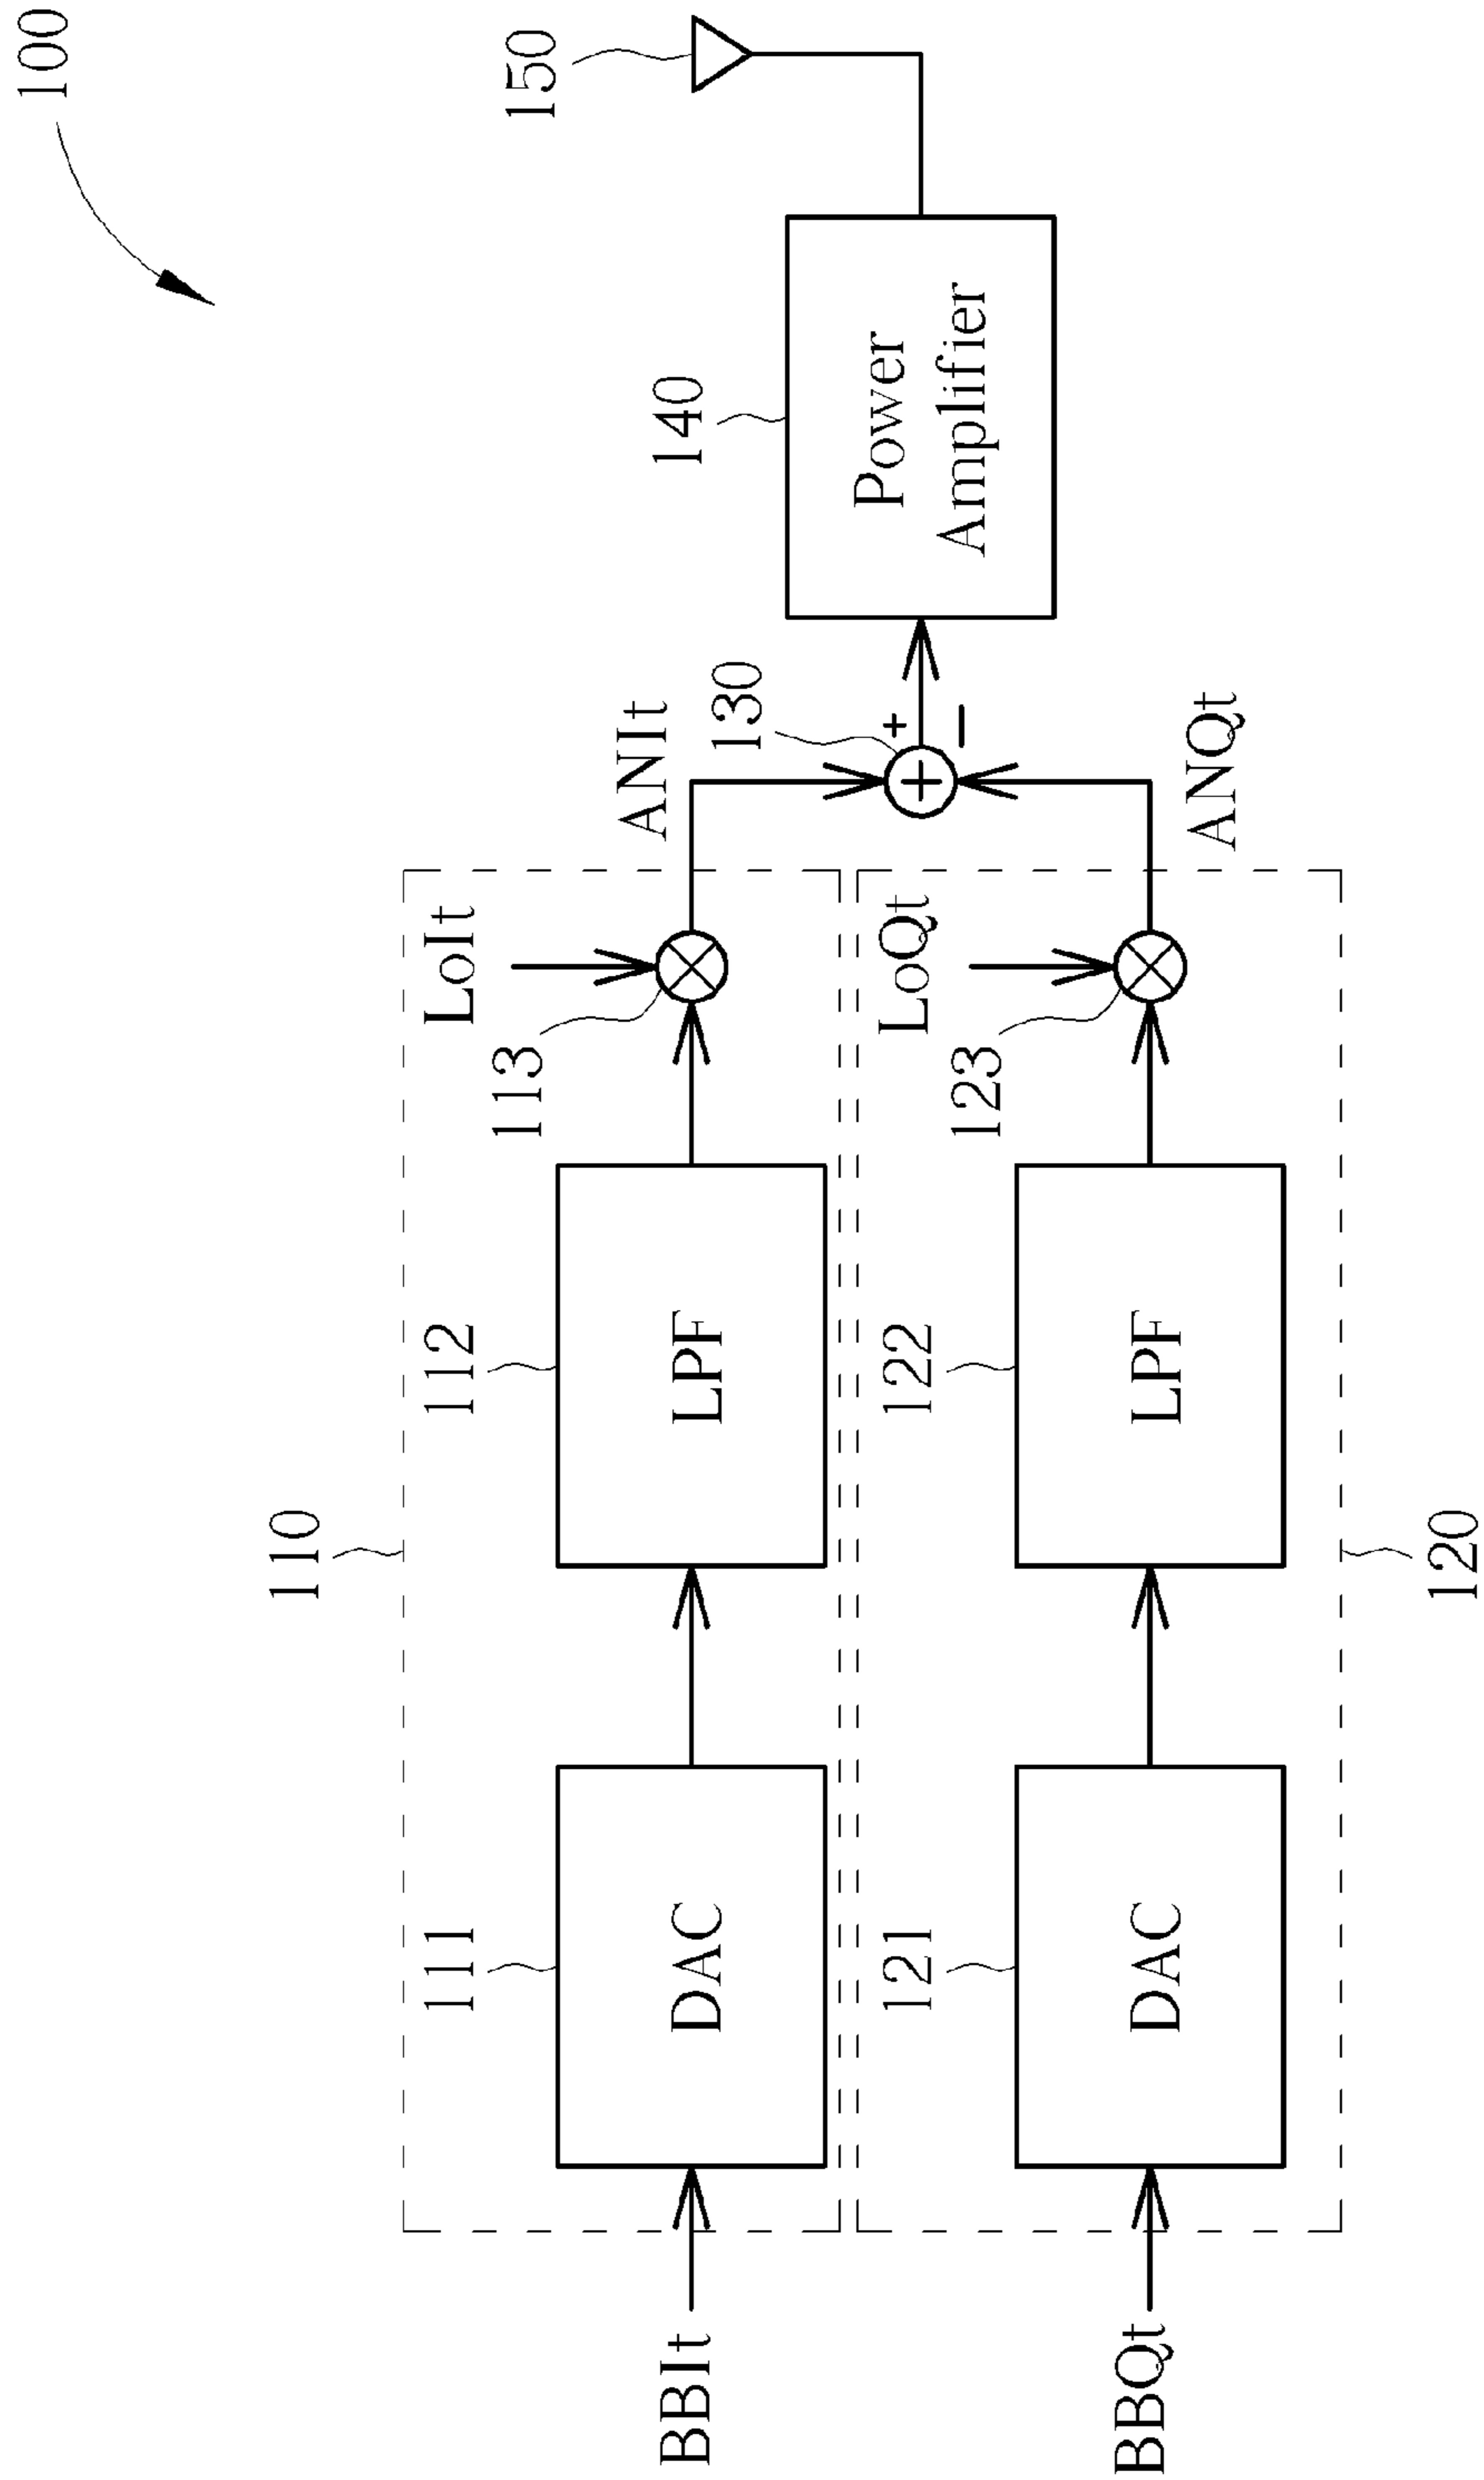 100
110
LoIt
ANIt
150
111
112
113
BBIt
DAC
LPF
130
140
+
+
−
Power
Amplifier
LoQt
121
122
123
BBQt
DAC
LPF
ANQt
120